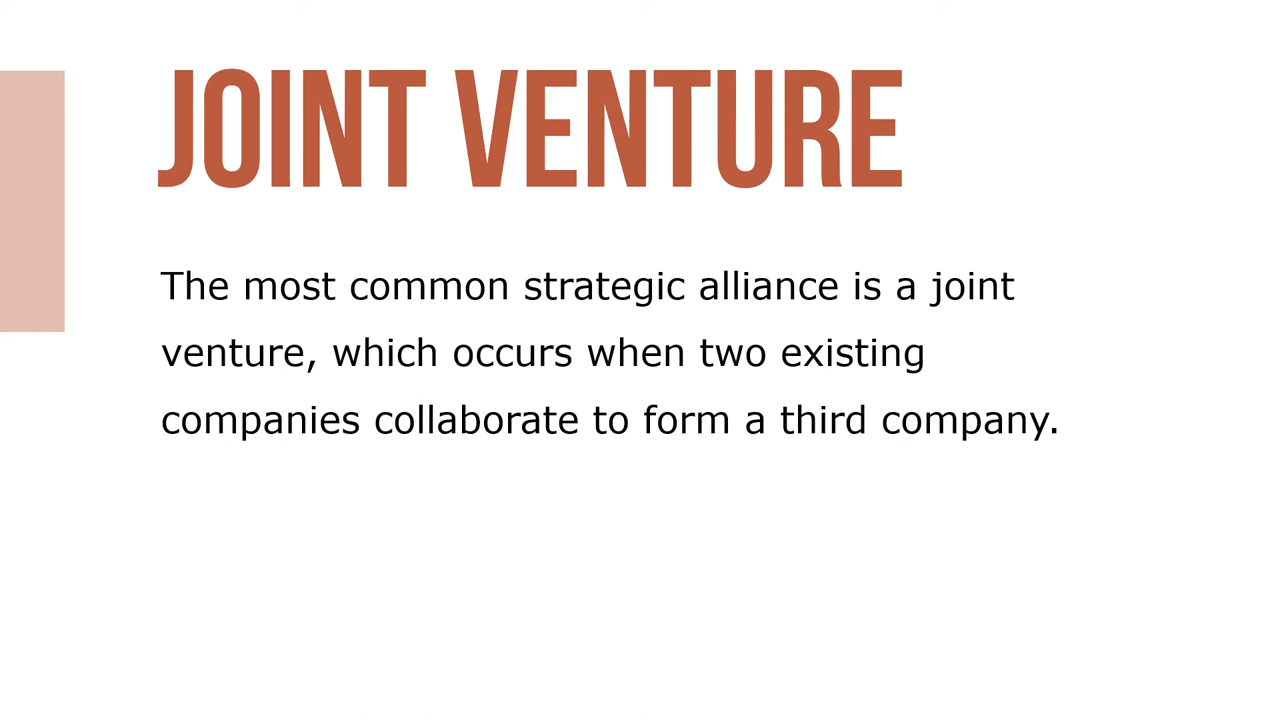 JOINT VENTURE
The most common strategic alliance is a joint
venture, which occurs when two existing
companies collaborate to form a third company.